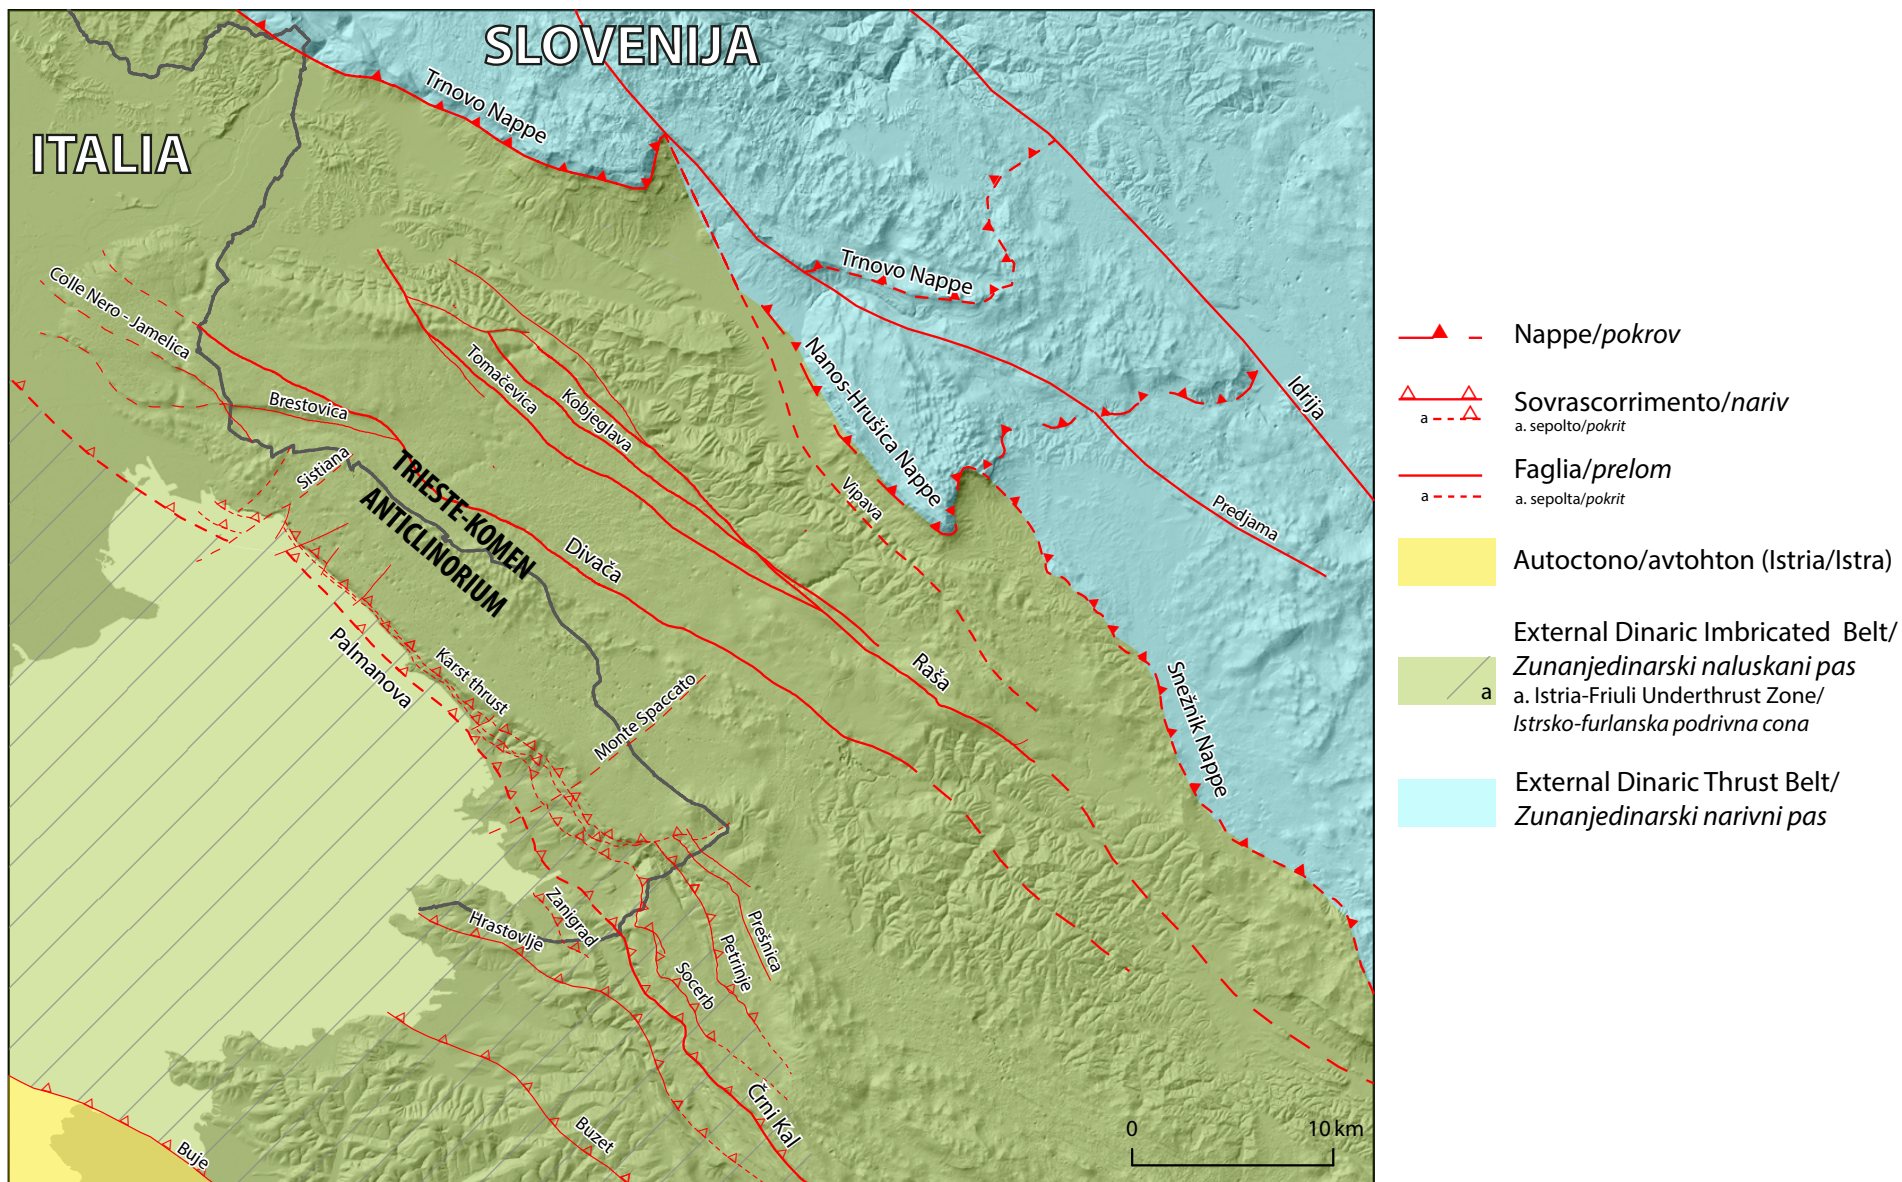 SLOVENIJA
ITALIA
Trnovo Nappe
Trnovo Nappe
Colle Nero - Jamelica
Brestovica
Tomačevica
Kobjeglava
Nanos-Hrušica Nappe
Idrija
Predjama
Vipava
Sistiana
TRIESTE-KOMEN
ANTICLINORIUM
Divača
Raša
Palmanova
Karst thrust
Monte Spaccato
Snežnik Nappe
Zanigrad
Hrastovlje
Prešnica
Petrinje
Socerb
Črni Kal
Buzet
Buje
0 10 km
Nappe/pokrov
Sovrascorrimento/nariv
a
a. sepolto/pokrit
Faglia/prelom
a
a. sepolta/pokrit
Autoctono/avtohton (Istria/Istra)
External Dinaric Imbricated Belt/
Zunanjedinarski naluskani pas
a
a. Istria-Friuli Underthrust Zone/
Istrsko-furlanska podrivna cona
External Dinaric Thrust Belt/
Zunanjedinarski narivni pas